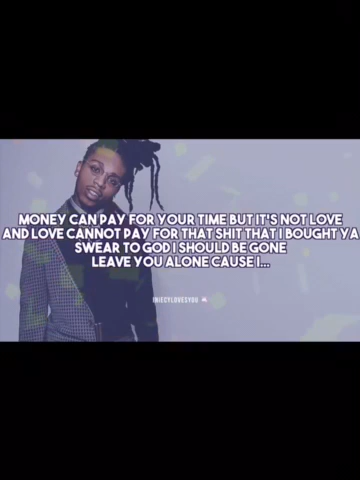 MONEY CAN PAY FOR YOUR TIME BUT IT'S NOT LOVE
AND LOVE CANNOT PAY FOR THAT SHIT THAT I BOUGHT YA
SWEAR TO GOD I SHOULD BE GONE
LEAVE YOU ALONE CAUSE I...
INIECYLOVESYOU